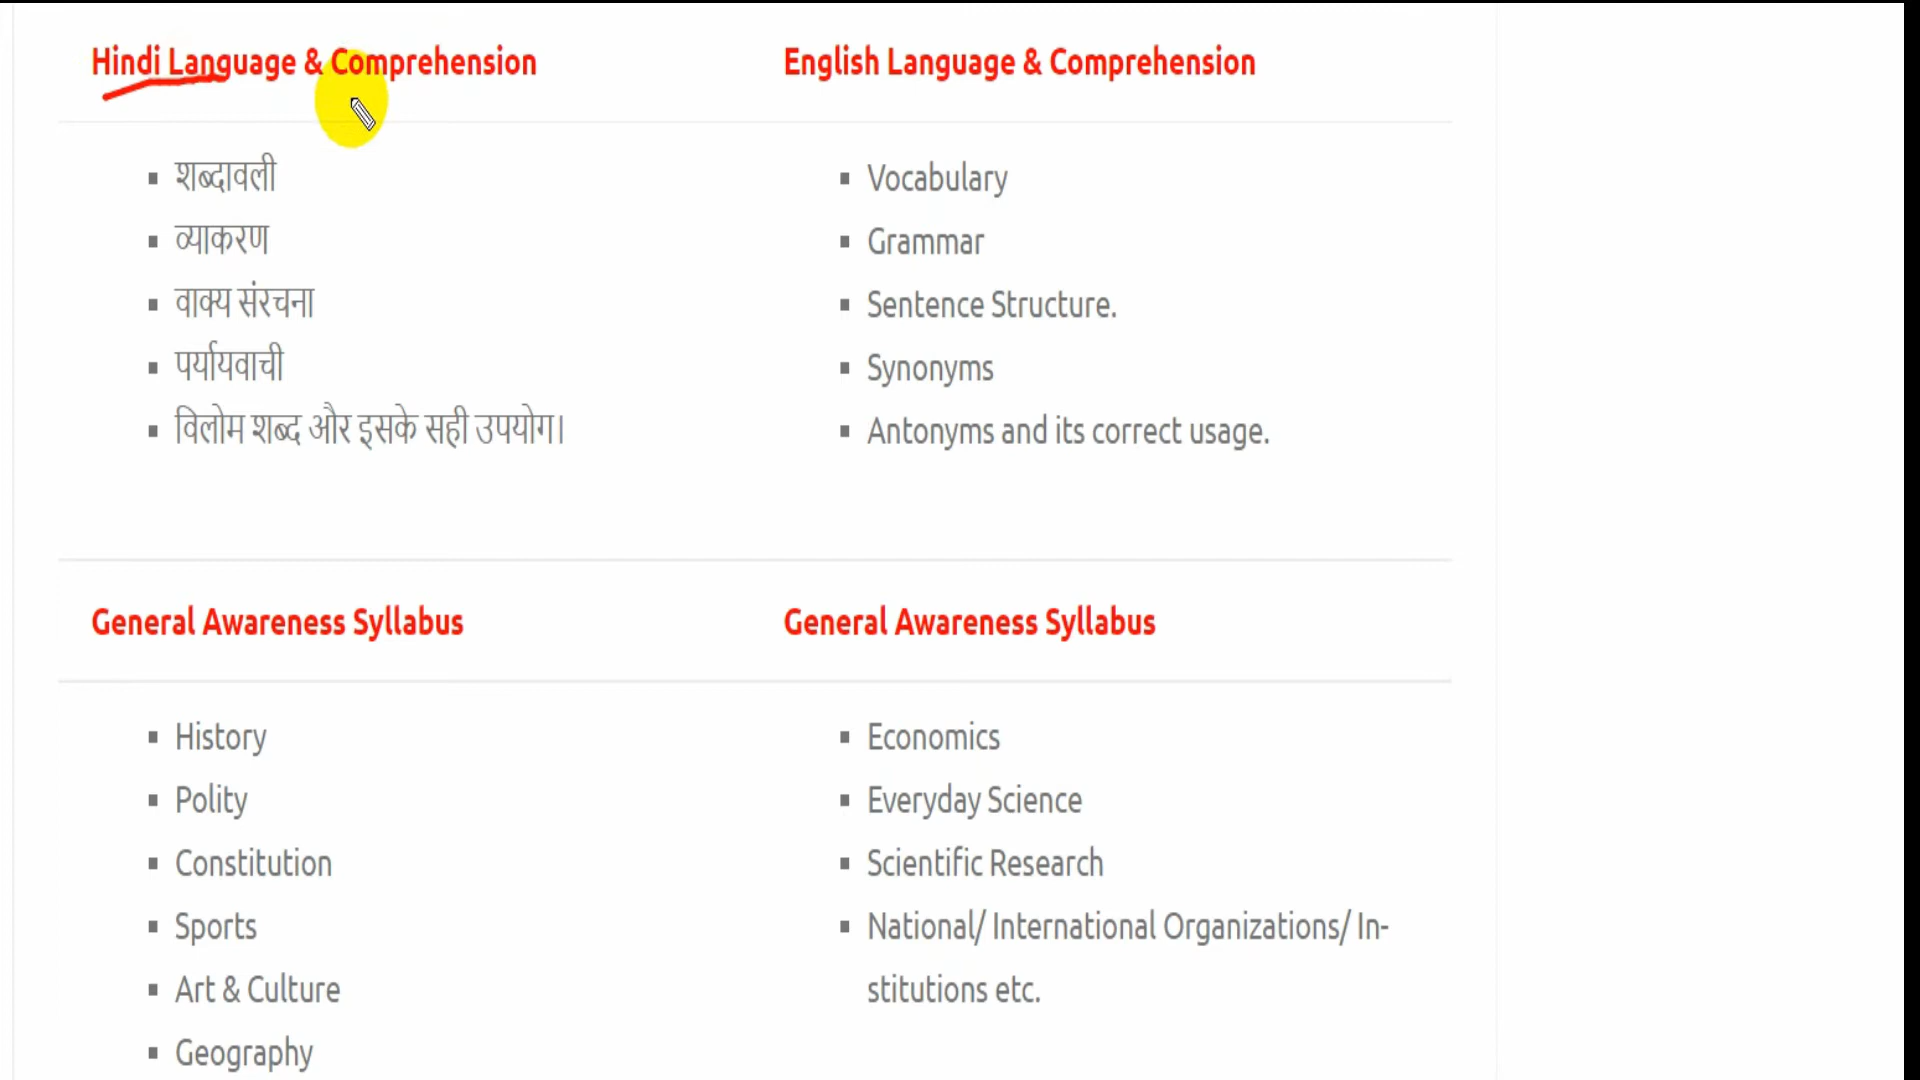 Hindi Language & Comprehension
English Language & Comprehension
शब्दावली
व्याकरण
वाक्य संरचना
पर्यायवाची
विलोम शब्द और इसके सही उपयोग।
Vocabulary
Grammar
Sentence Structure.
Synonyms
Antonyms and its correct usage.
General Awareness Syllabus
General Awareness Syllabus
History
Polity
Constitution
Sports
Art & Culture
Geography
Economics
Everyday Science
Scientific Research
National/ International Organizations/ In-
stitutions etc.